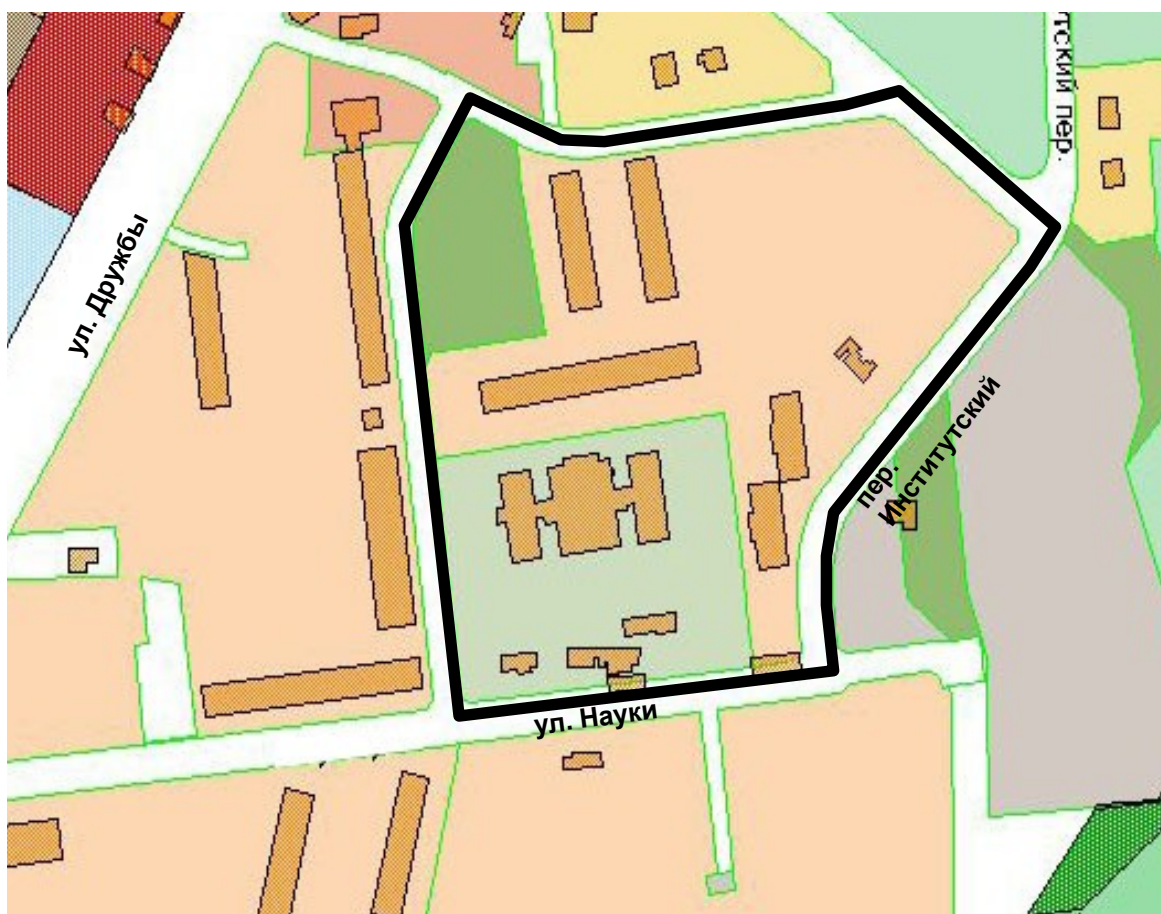 тский пер.
ул. Дружбы
пер.
Институтский
ул. Науки